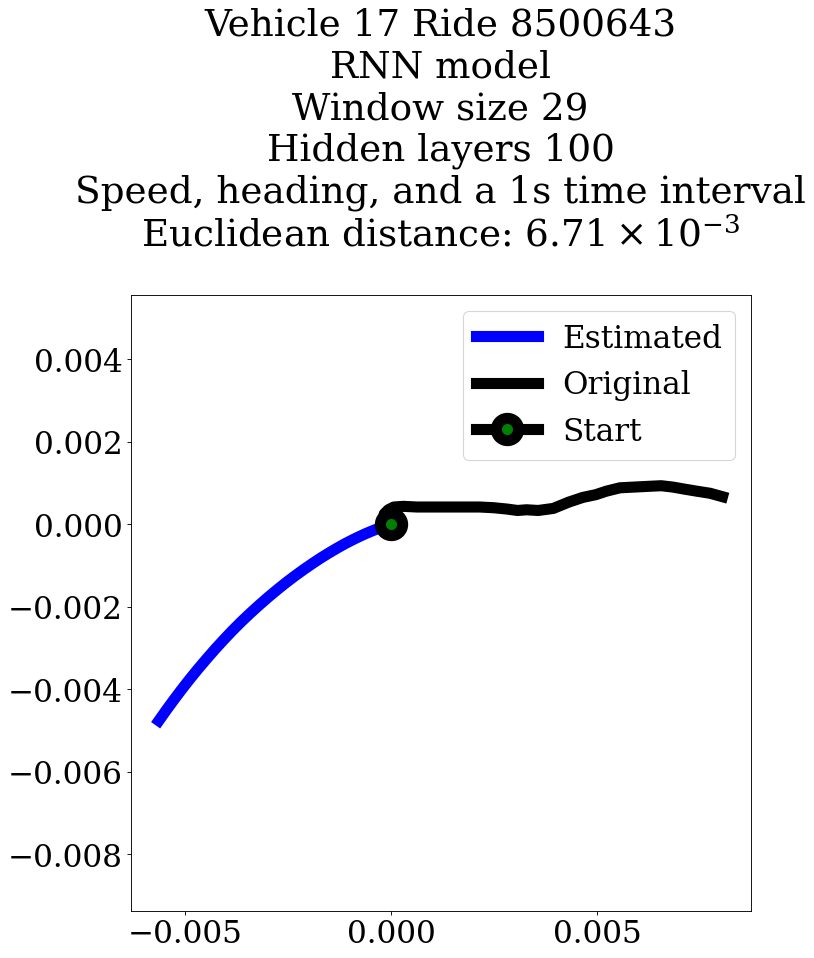 Vehicle 17 Ride 8500643
RNN model
Window size 29
Hidden layers 100
Speed, heading, and a 1s time interval
Euclidean distance: 6.71 × 10⁻³
Estimated
Original
Start
0.004
0.002
0.000
−0.002
−0.004
−0.006
−0.008
−0.005 0.000 0.005